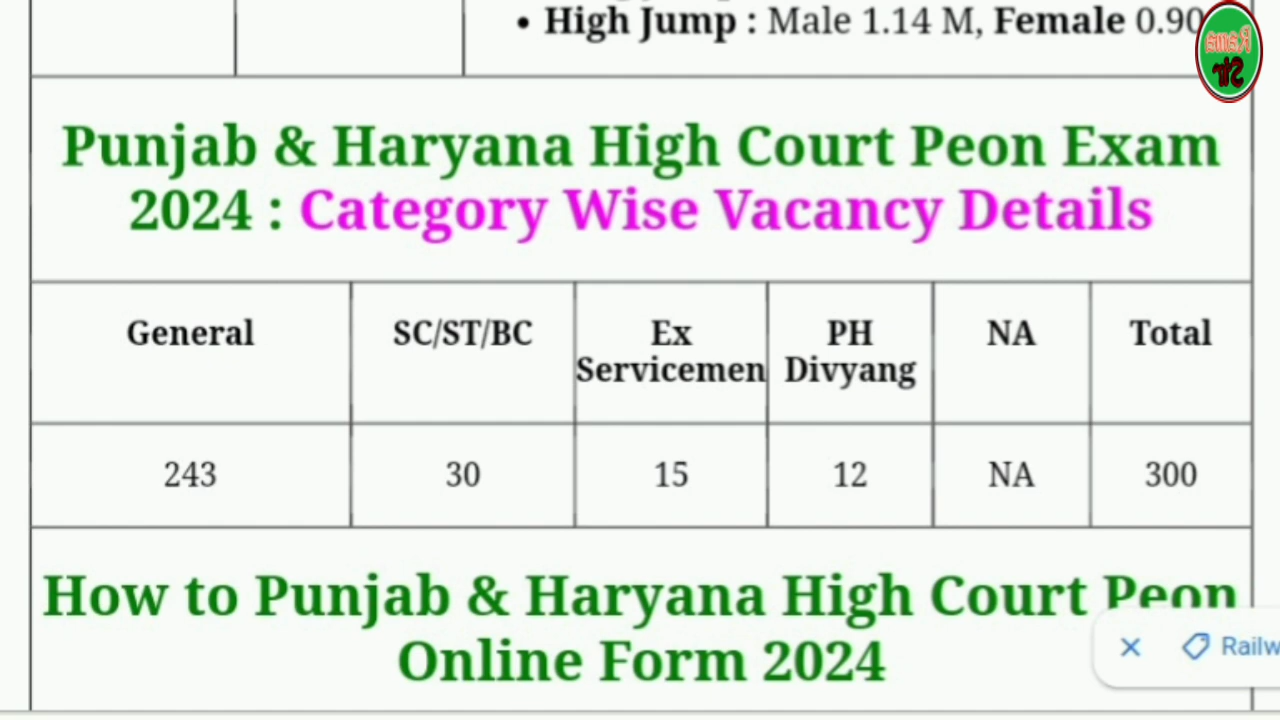 • High Jump : Male 1.14 M, Female 0.90
Punjab & Haryana High Court Peon Exam
2024 : Category Wise Vacancy Details
General SC/ST/BC Ex Servicemen PH Divyang NA Total
243 30 15 12 NA 300
How to Punjab & Haryana High Court Peon
Online Form 2024
Railw